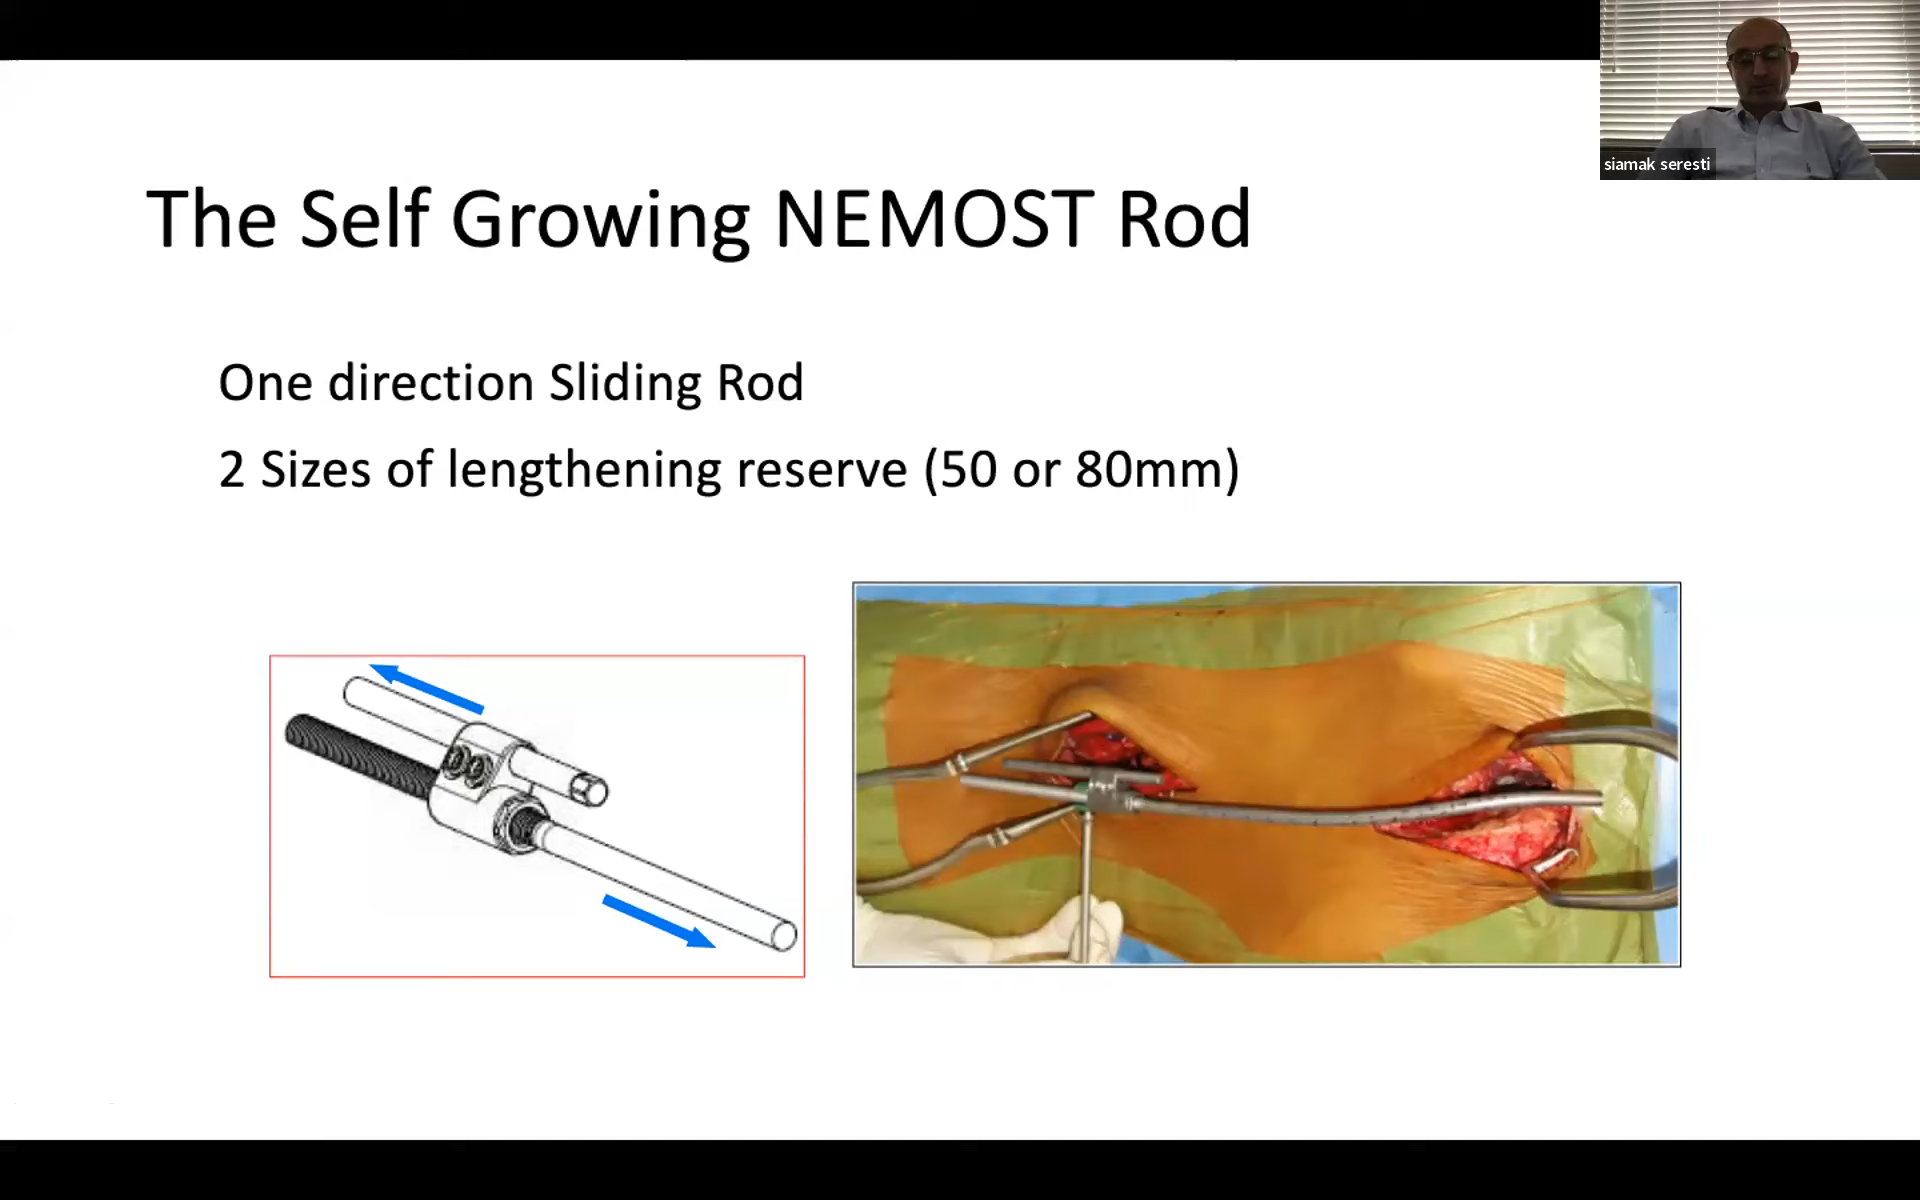 siamak seresti
The Self Growing NEMOST Rod
One direction Sliding Rod
2 Sizes of lengthening reserve (50 or 80mm)